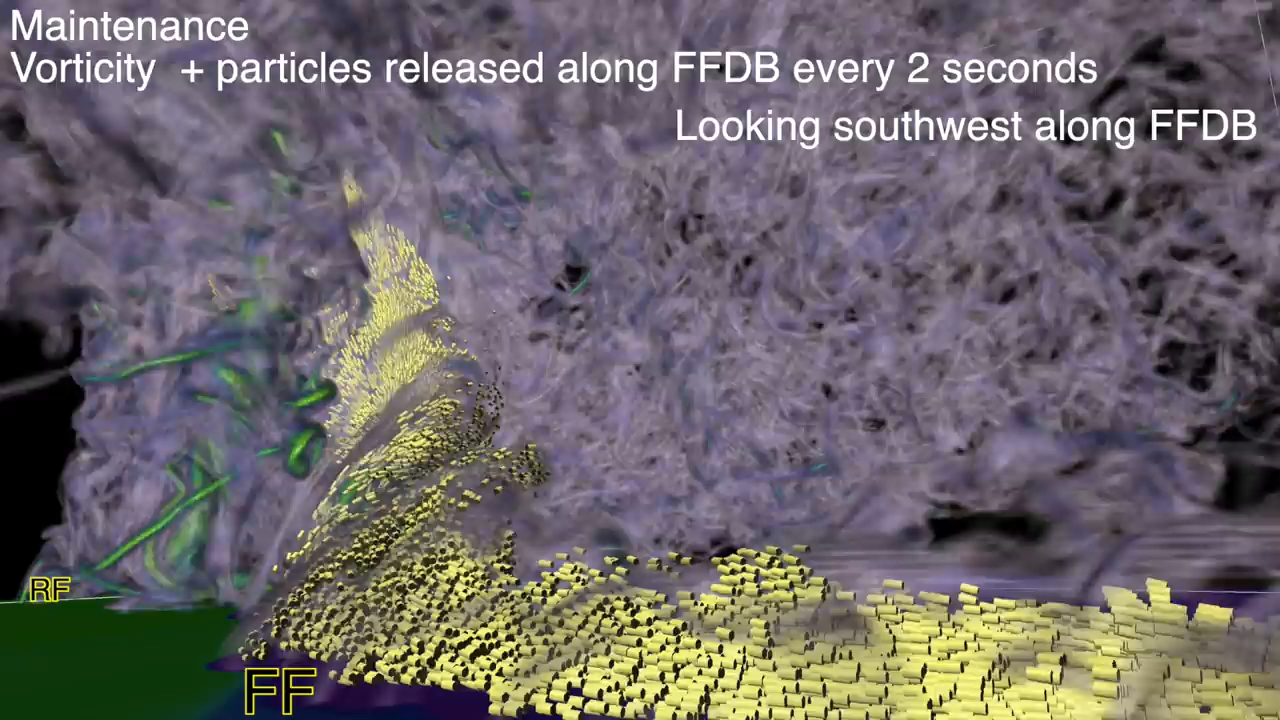 Maintenance
Vorticity + particles released along FFDB every 2 seconds
Looking southwest along FFDB
RF
FF